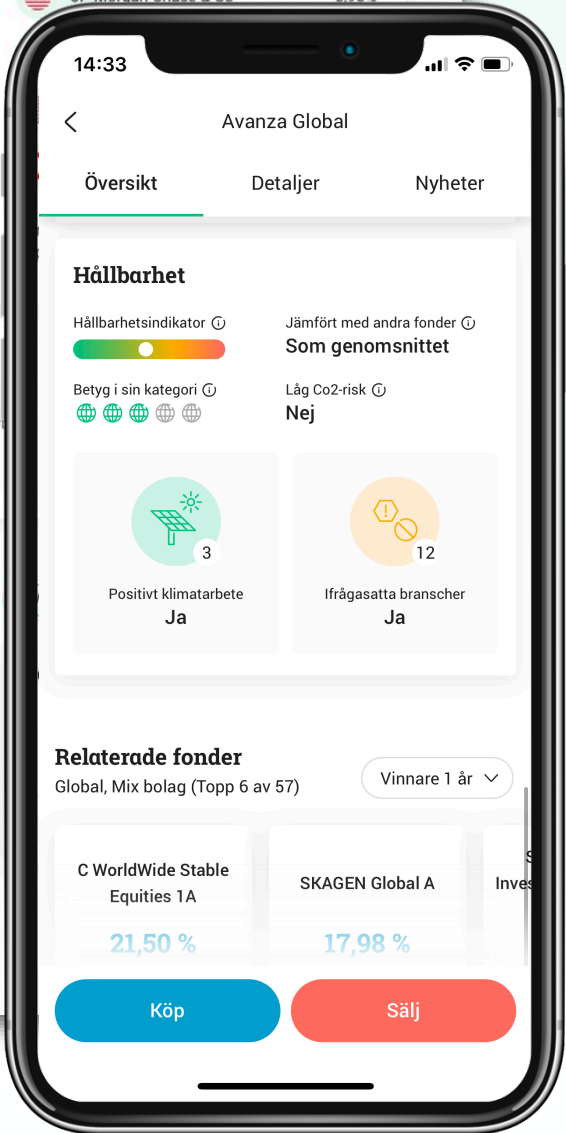 14:33
Avanza Global
Översikt
Detaljer
Nyheter
Hållbarhet
Hållbarhetsindikator
Jämfört med andra fonder
Som genomsnittet
Betyg i sin kategori
Låg Co2-risk
Nej
3
12
Positivt klimatarbete
Ja
Ifrågasatta branscher
Ja
Relaterade fonder
Global, Mix bolag (Topp 6 av 57)
Vinnare 1 år
C WorldWide Stable
Equities 1A
21,50 %
SKAGEN Global A
17,98 %
Köp
Sälj